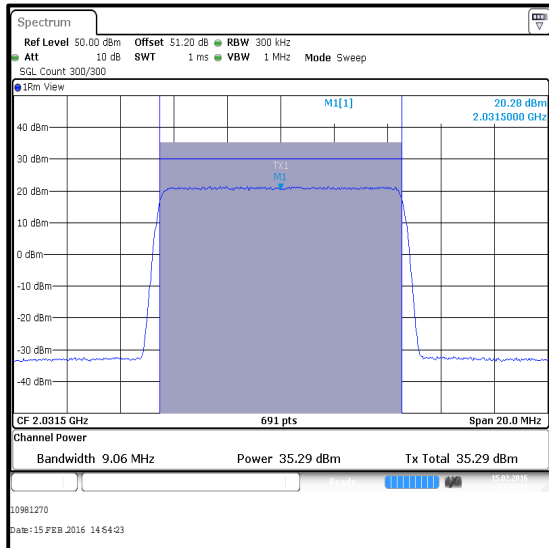 Spectrum
Ref Level 50.00 dBm Offset 51.20 dB RBW 300 kHz
Att 10 dB SWT 1 ms VBW 1 MHz Mode Sweep
SGL Count 300/300
1Rm View
M1[1] 20.28 dBm
2.0315000 GHz
40 dBm
30 dBm
TX1
M1
20 dBm
10 dBm
0 dBm
-10 dBm
-20 dBm
-30 dBm
-40 dBm
CF 2.0315 GHz 691 pts Span 20.0 MHz
Channel Power
Bandwidth 9.06 MHz Power 35.29 dBm Tx Total 35.29 dBm
Ready 15.02.2016
10981270
Date: 15.FEB.2016 14:54:23